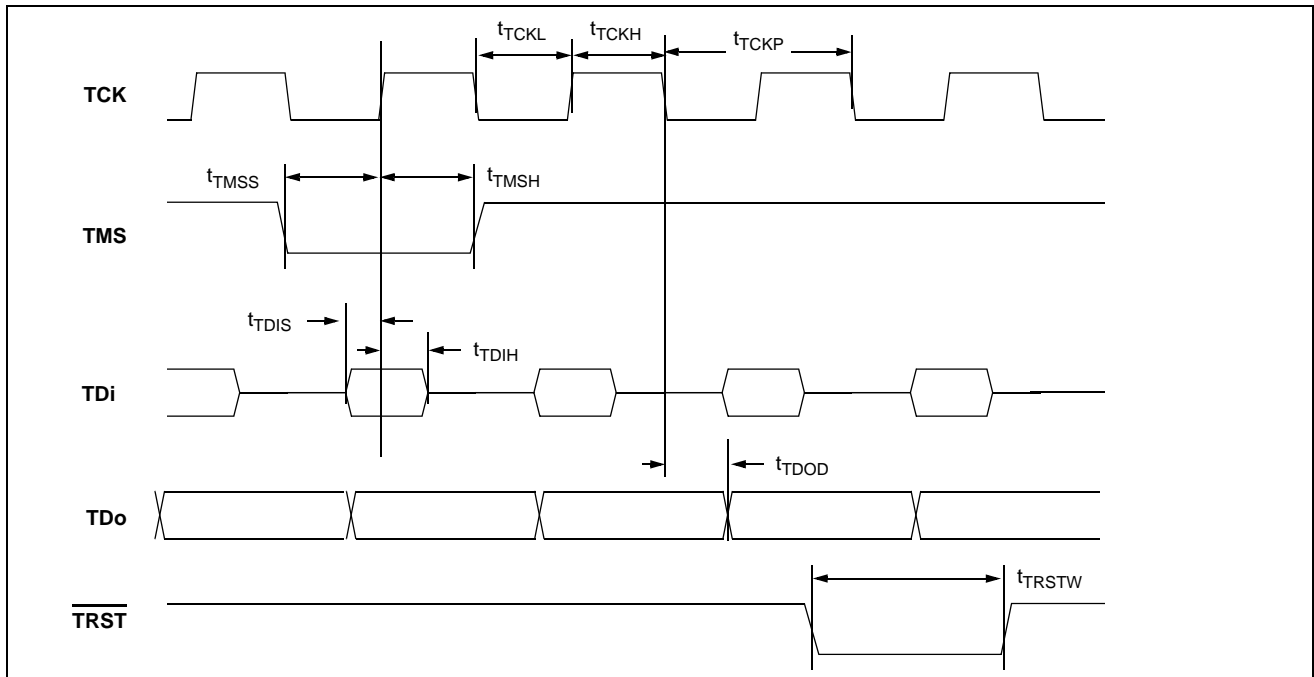 tTCKL tTCKH tTCKP
TCK
tTMSS tTMSH
TMS
tTDIS
tTDIH
TDi
tTDOD
TDo
tTRSTW
TRST